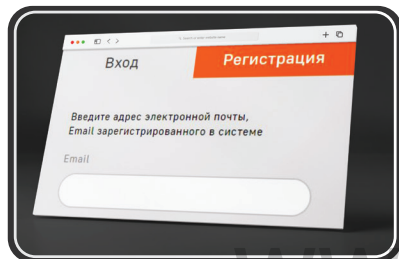 Вход
Регистрация
Введите адрес электронной почты,
Email зарегистрированного в системе
Email